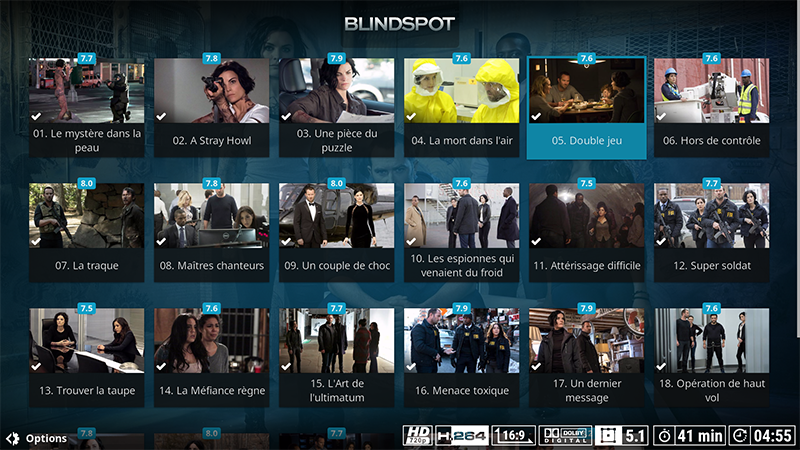 BLINDSPOT
7.7
7.8
7.9
7.6
7.6
7.6
01. Le mystère dans la
peau
02. A Stray Howl
03. Une pièce du
puzzle
04. La mort dans l'air
05. Double jeu
06. Hors de contrôle
8.0
7.8
8.0
7.6
7.5
7.7
07. La traque
08. Maîtres chanteurs
09. Un couple de choc
10. Les espionnes qui
venaient du froid
11. Attérissage difficile
12. Super soldat
7.5
7.6
7.7
7.9
7.9
7.6
13. Trouver la taupe
14. La Méfiance règne
15. L'Art de
l'ultimatum
16. Menace toxique
17. Un dernier
message
18. Opération de haut
vol
7.8
8.0
Options
HD
720p
H.264
16:9
DOLBY
DIGITAL
5.1
41 min
04:55